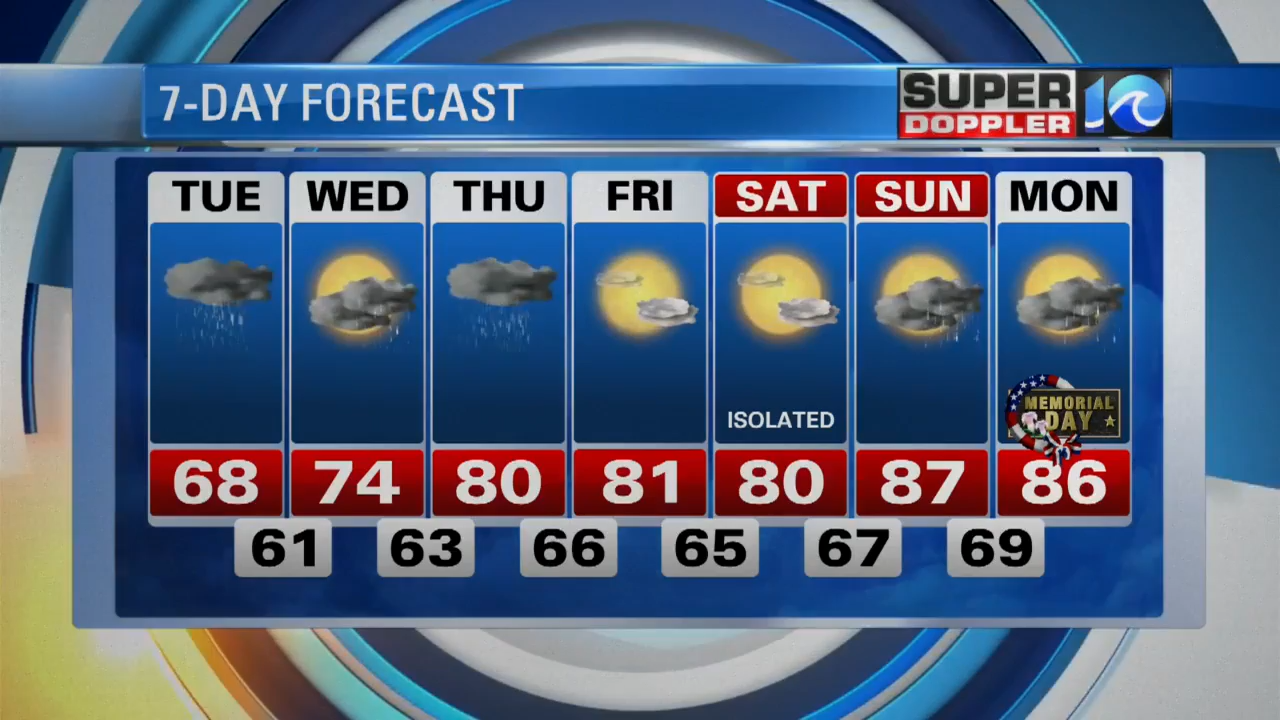 7-DAY FORECAST
SUPER
DOPPLER
10
TUE WED THU FRI SAT SUN MON
ISOLATED
MEMORIAL
DAY
68 74 80 81 80 87 86
61 63 66 65 67 69